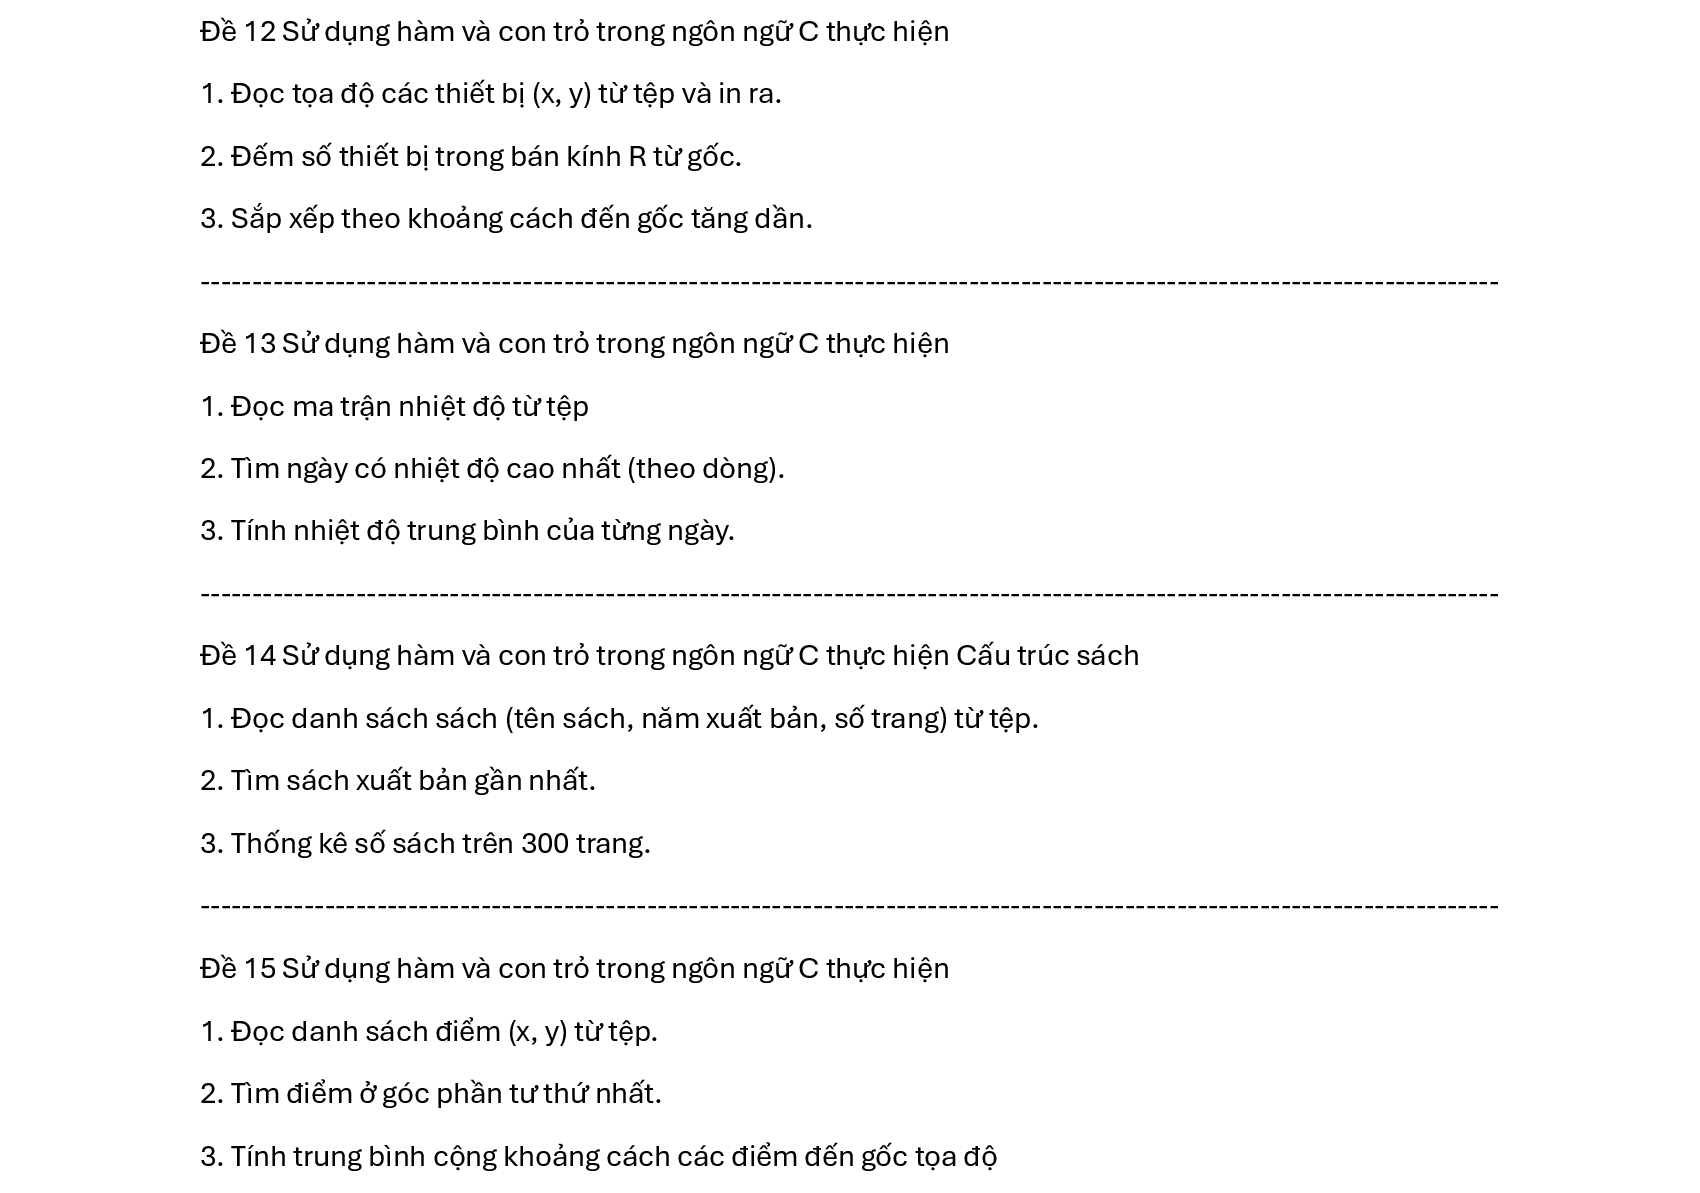 Đề 12 Sử dụng hàm và con trỏ trong ngôn ngữ C thực hiện
1. Đọc tọa độ các thiết bị (x, y) từ tệp và in ra.
2. Đếm số thiết bị trong bán kính R từ gốc.
3. Sắp xếp theo khoảng cách đến gốc tăng dần.
-----------------------------------------------------------------------------------------------------------------------------
Đề 13 Sử dụng hàm và con trỏ trong ngôn ngữ C thực hiện
1. Đọc ma trận nhiệt độ từ tệp
2. Tìm ngày có nhiệt độ cao nhất (theo dòng).
3. Tính nhiệt độ trung bình của từng ngày.
-----------------------------------------------------------------------------------------------------------------------------
Đề 14 Sử dụng hàm và con trỏ trong ngôn ngữ C thực hiện Cấu trúc sách
1. Đọc danh sách sách (tên sách, năm xuất bản, số trang) từ tệp.
2. Tìm sách xuất bản gần nhất.
3. Thống kê số sách trên 300 trang.
-----------------------------------------------------------------------------------------------------------------------------
Đề 15 Sử dụng hàm và con trỏ trong ngôn ngữ C thực hiện
1. Đọc danh sách điểm (x, y) từ tệp.
2. Tìm điểm ở góc phần tư thứ nhất.
3. Tính trung bình cộng khoảng cách các điểm đến gốc tọa độ